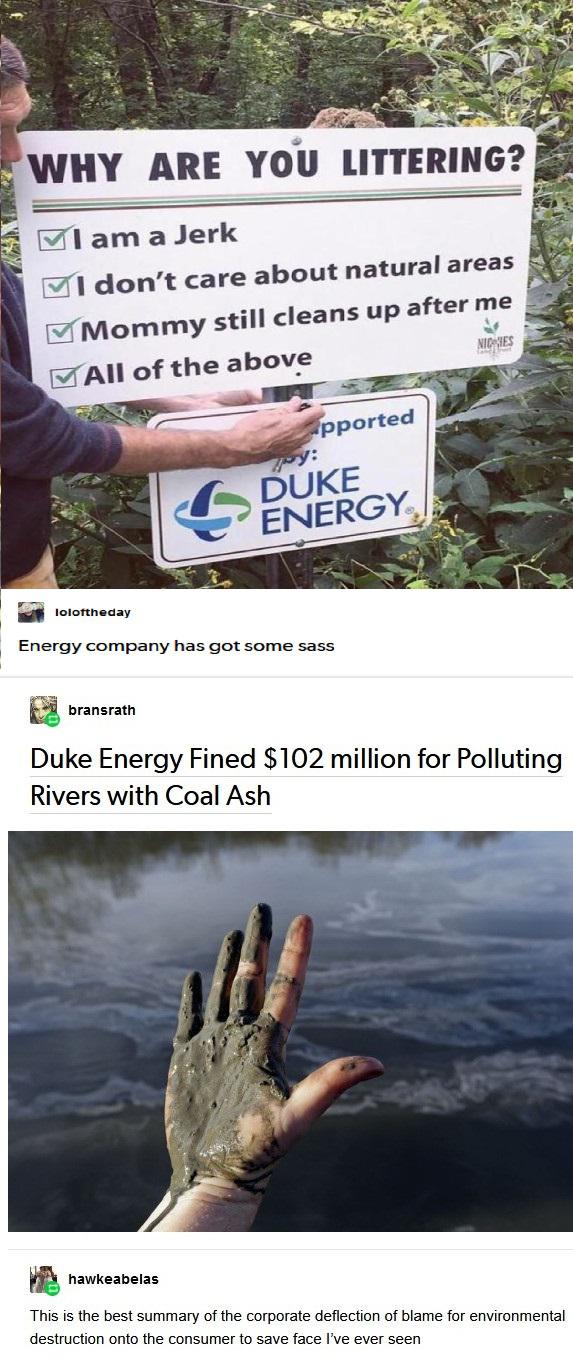 WHY ARE YOU LITTERING?
I am a Jerk
I don't care about natural areas
Mommy still cleans up after me
All of the above
pported
y:
DUKE
ENERGY®
loloftheday
Energy company has got some sass
bransrath
Duke Energy Fined $102 million for Polluting
Rivers with Coal Ash
hawkeabelas
This is the best summary of the corporate deflection of blame for environmental
destruction onto the consumer to save face I've ever seen